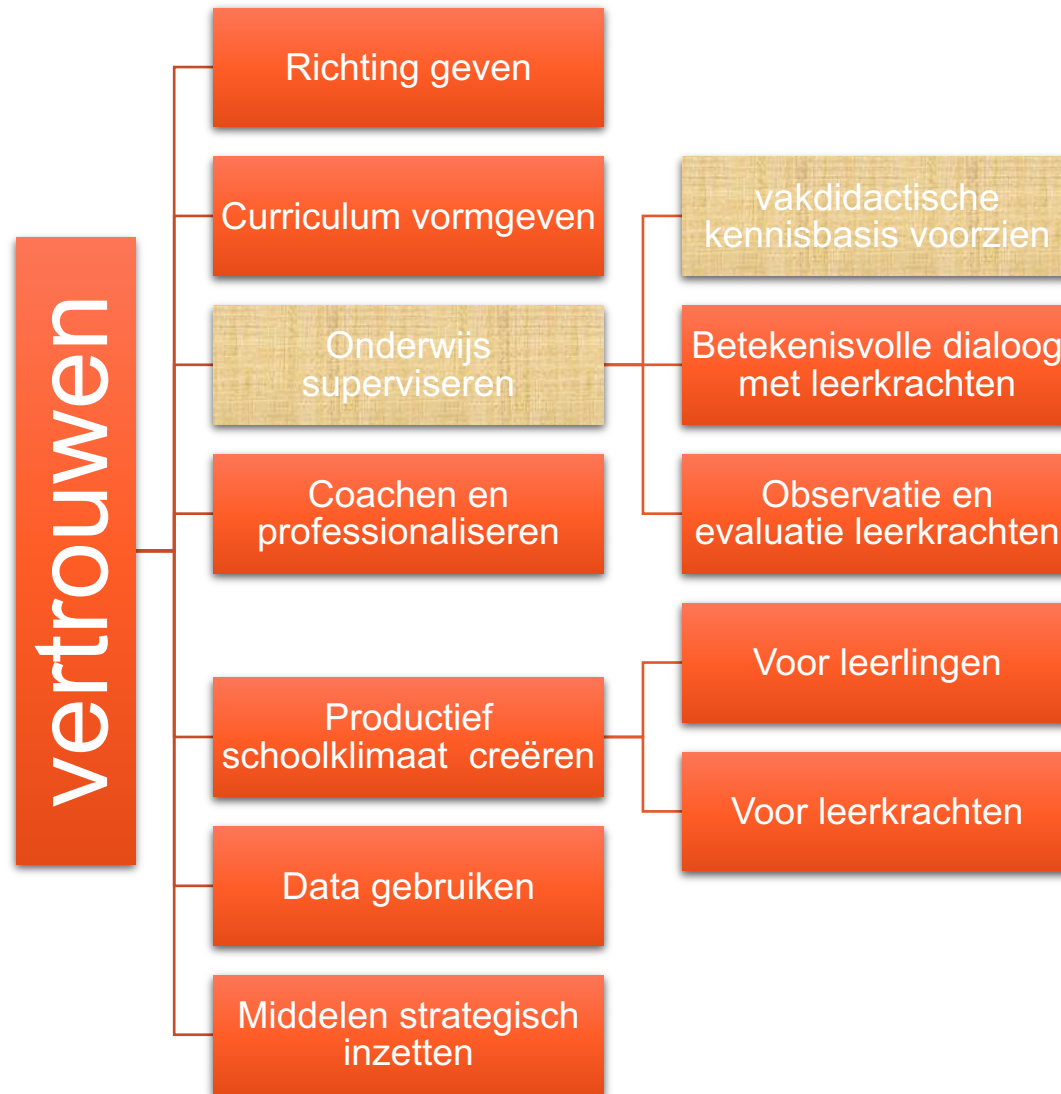 vertrouwen
Richting geven
Curriculum vormgeven
Onderwijs
superviseren
vakdidactische
kennisbasis voorzien
Betekenisvolle dialoog
met leerkrachten
Observatie en
evaluatie leerkrachten
Coachen en
professionaliseren
Productief
schoolklimaat  creëren
Voor leerlingen
Voor leerkrachten
Data gebruiken
Middelen strategisch
inzetten